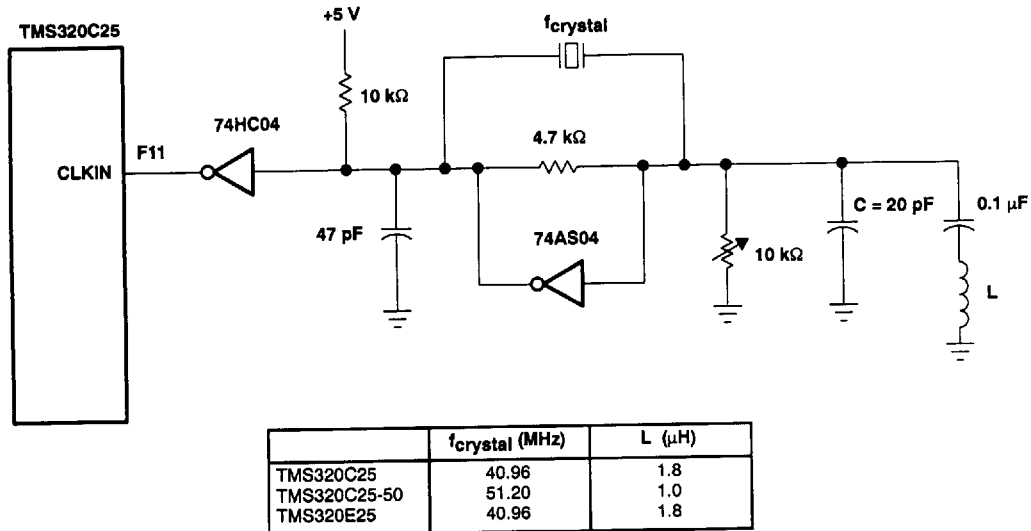 TMS320C25
+5 V
fcrystal
10 kΩ
74HC04
4.7 kΩ
F11
CLKIN
47 pF
74AS04
10 kΩ
C = 20 pF
0.1 μF
L
fcrystal (MHz) L (μH)
TMS320C25 40.96 1.8
TMS320C25-50 51.20 1.0
TMS320E25 40.96 1.8